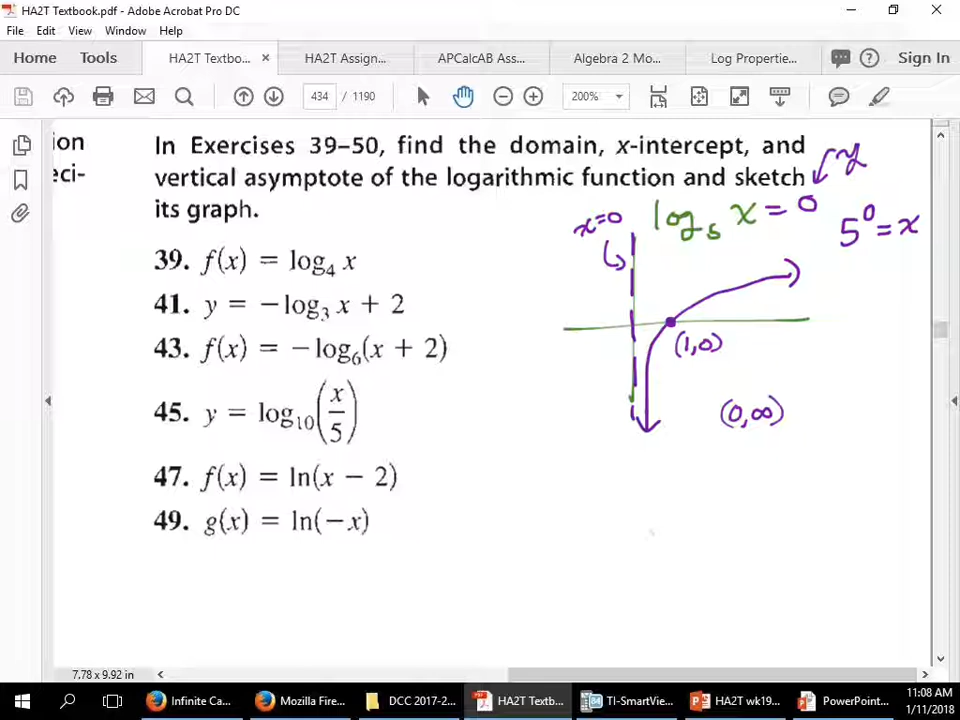 HA2T Textbook.pdf - Adobe Acrobat Pro DC
File Edit View Window Help
Home Tools HA2T Textbo... × HA2T Assign... APCalcAB Ass... Algebra 2 Mo... Log Propertie... Sign In
434 / 1190 200%
ion
eci-
In Exercises 39–50, find the domain, x-intercept, and
vertical asymptote of the logarithmic function and sketch
its graph.
y
x=0
log₅ x = 0
5⁰ = x
39. f(x) = log₄ x
41. y = −log₃ x + 2
43. f(x) = −log₆(x + 2)
45. y = log₁₀(x/5)
47. f(x) = ln(x − 2)
49. g(x) = ln(−x)
(1,0)
(0,∞)
7.78 x 9.92 in
Infinite Ca... Mozilla Fire... DCC 2017-2... HA2T Textb... TI-SmartVie... HA2T wk19... PowerPoint...
11:08 AM
1/11/2018